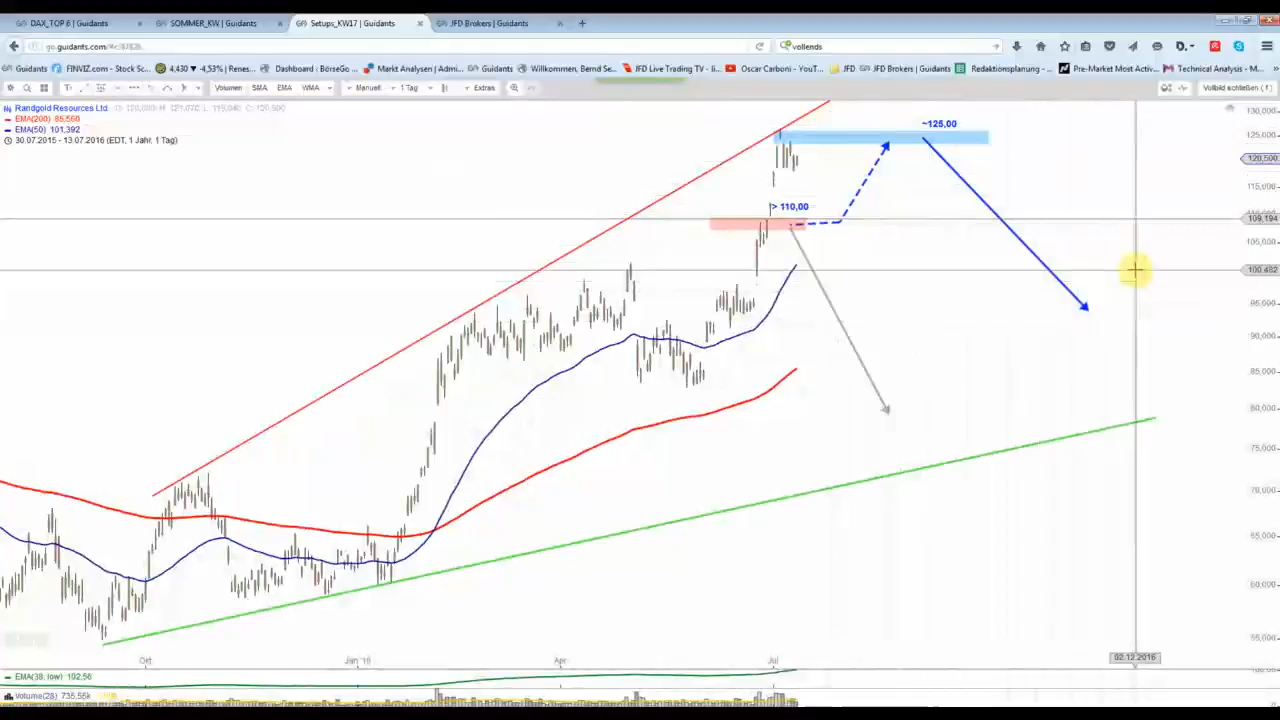 DAX_TOP 6 | Guidants
SOMMER_KW | Guidants
Setups_KW17 | Guidants
JFD Brokers | Guidants
vollends
Guidants
FINVIZ.com - Stock Sc...
4,430 ▼ -4,53% | Renes...
Dashboard : BörseGo ...
Markt Analysen | Admi...
Guidants
Willkommen, Bernd Se...
JFD Live Trading TV - li...
Oscar Carboni - YouT...
JFD
JFD Brokers | Guidants
Redaktionsplanung - ...
Pre-Market Most Activ...
Technical Analysis - M...
Volumen SMA EMA WMA
Manuell
1 Tag
Extras
Vollbild schließen ( f )
Randgold Resources Ltd.
EMA(200) 85,560
EMA(50) 101,392
30.07.2015 - 13.07.2016 (EDT, 1 Jahr, 1 Tag)
130,000
~125,00
125,000
120,500
115,000
> 110,00
109,194
105,000
100,462
95,000
90,000
85,000
80,000
75,000
70,000
65,000
60,000
55,000
Okt
Jan '16
Apr
Jul
02.12.2016
EMA(38, low) 102,56
Volume(28) 735,55k